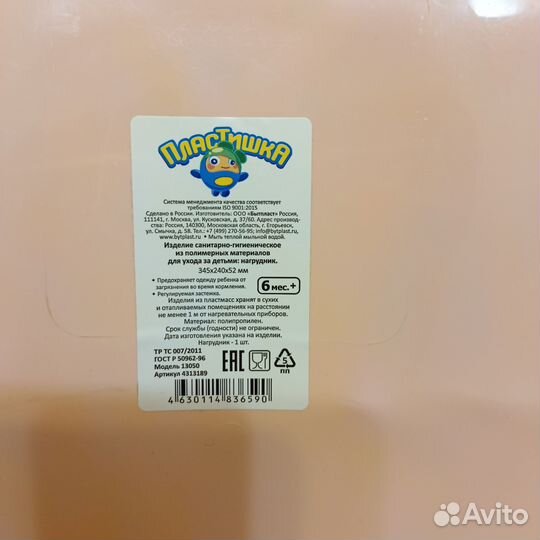 ПЛАСТИШКА
Система менеджмента качества соответствует
требованиям ISO 9001:2015
Сделано в России. Изготовитель: ООО «Бытпласт» Россия,
111141, г. Москва, ул. Кусковская, д. 37/60. Адрес производ-
ства: Россия, 140300, Московская область, г. Егорьевск,
ул. Смычка, д. 58. Тел.: +7 (499) 270-56-95; info@bytplast.ru
www.bytplast.ru • Мыть теплой мыльной водой.
Изделие санитарно-гигиеническое
из полимерных материалов
для ухода за детьми: нагрудник.
345х240х52 мм
• Предохраняет одежду ребенка от
загрязнения во время кормления.
• Регулируемая застежка.
6 мес.+
Изделия из пластмасс хранят в сухих
и отапливаемых помещениях на расстоянии
не менее 1 м от нагревательных приборов.
Материал: полипропилен.
Срок службы (годности) не ограничен.
Дата изготовления указана на изделии.
Нагрудник - 1 шт.
ТР ТС 007/2011
ГОСТ Р 50962-96
Модель 13050
Артикул 4313189
EAC
5
ПП
4630114836590
Avito